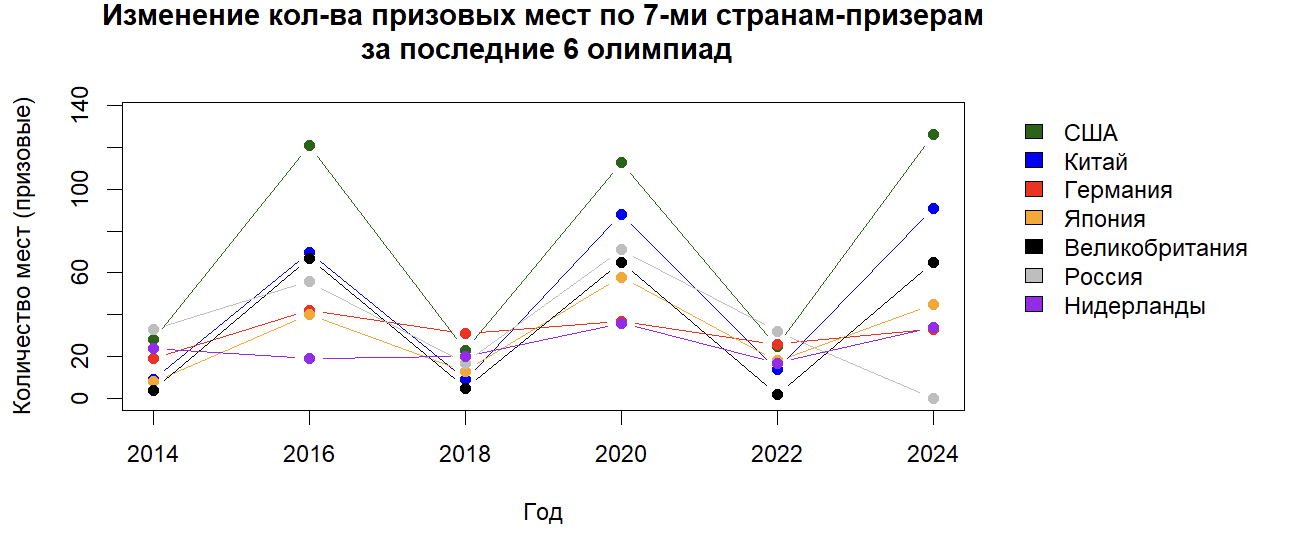 Изменение кол-ва призовых мест по 7-ми странам-призерам
за последние 6 олимпиад
Количество мест (призовые)
140
100
60
20
0
2014 2016 2018 2020 2022 2024
Год
США
Китай
Германия
Япония
Великобритания
Россия
Нидерланды